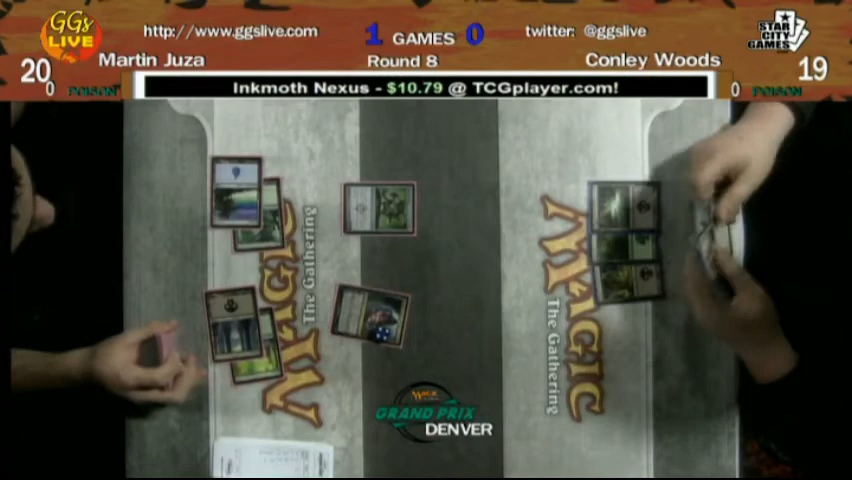 GGs LIVE
http://www.ggslive.com
1 GAMES 0
twitter: @ggslive
STAR CITY GAMES
20
Martin Juza
Round 8
Conley Woods
19
0 POISON
Inkmoth Nexus - $10.79 @ TCGplayer.com!
0 POISON
MAGIC
The Gathering
MAGIC
The Gathering
MAGIC
GRAND PRIX
DENVER